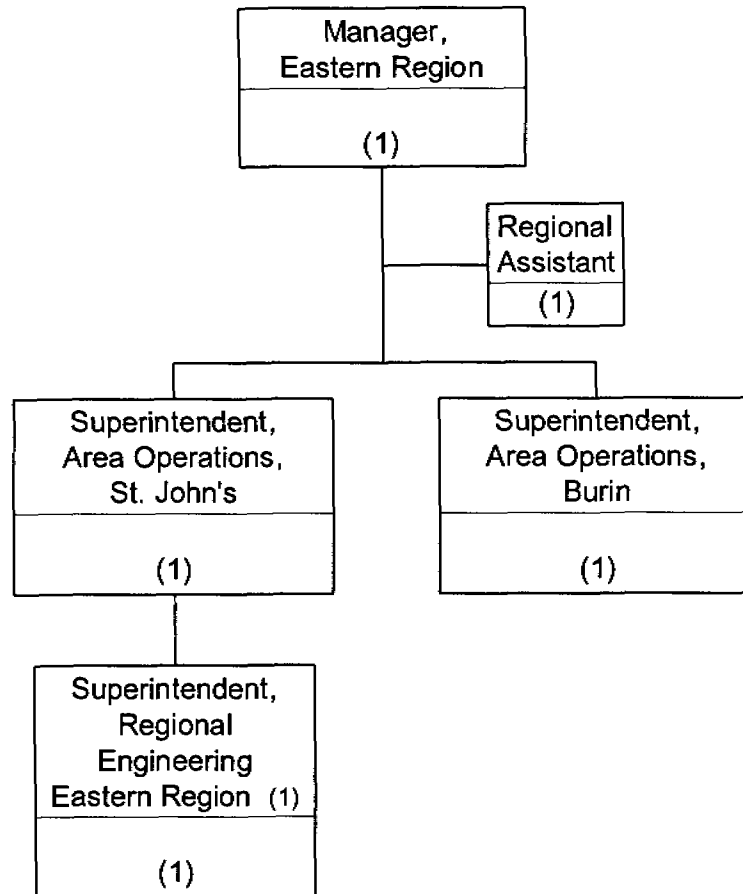 Manager,
Eastern Region
(1)
Regional
Assistant
(1)
Superintendent,
Area Operations,
St. John's
(1)
Superintendent,
Area Operations,
Burin
(1)
Superintendent,
Regional
Engineering
Eastern Region (1)
(1)